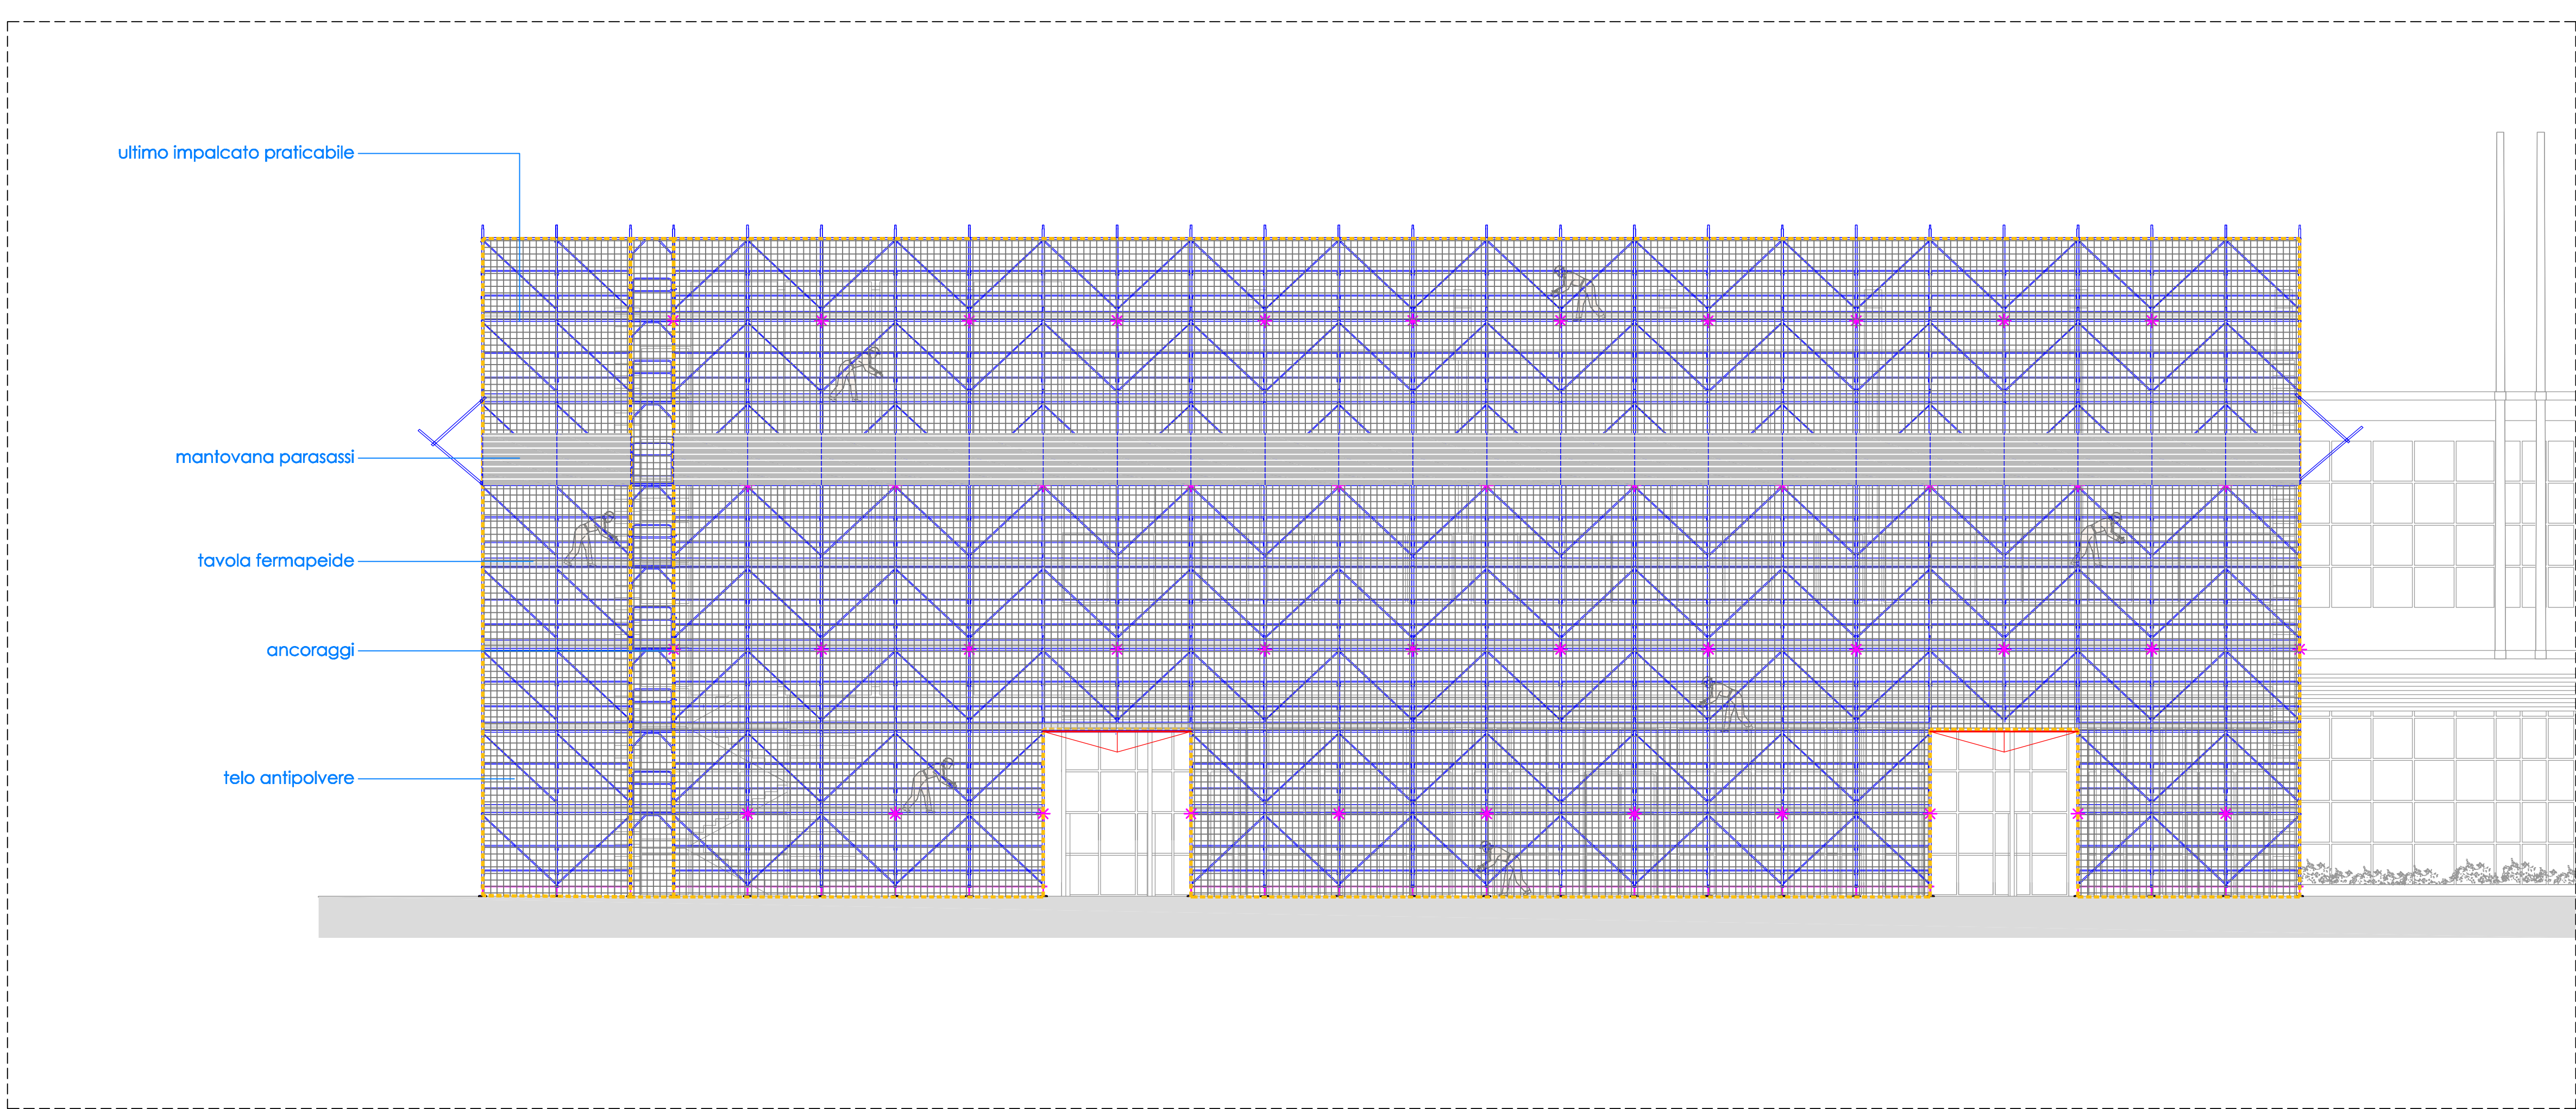 ultimo impalcato praticabile
mantovana parasassi
tavola fermapeide
ancoraggi
telo antipolvere